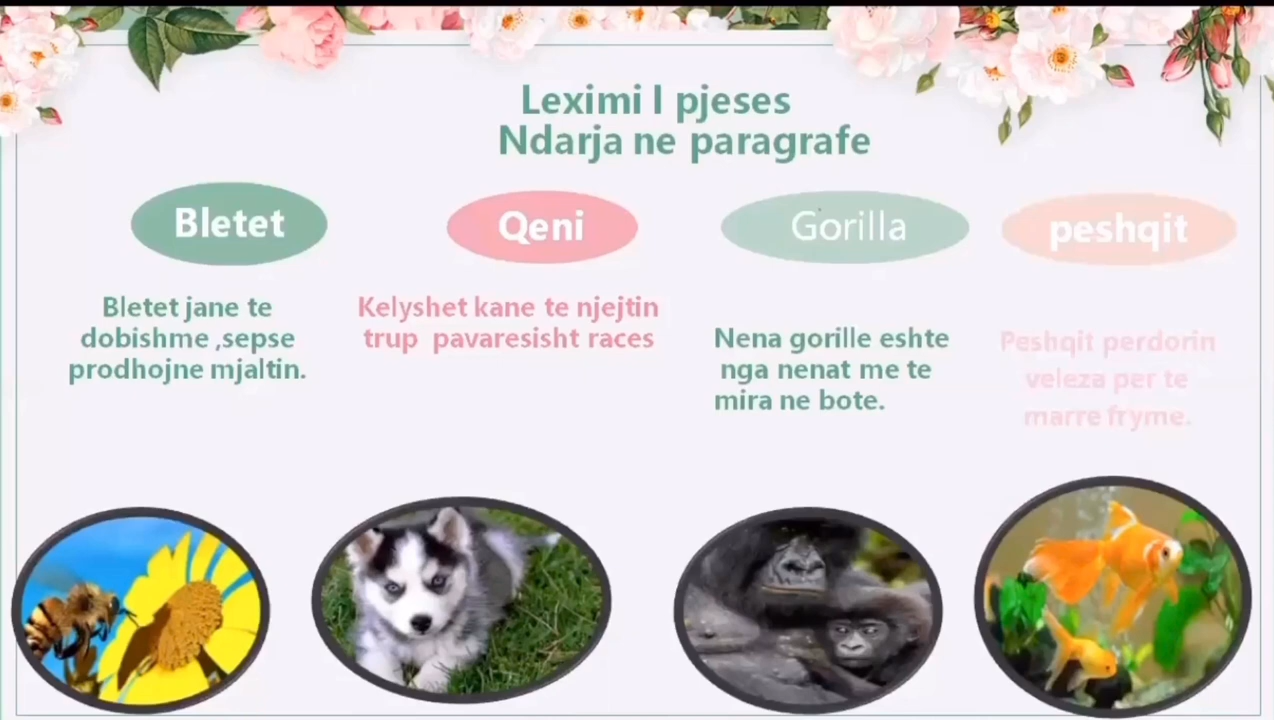 Leximi I pjeses
Ndarja ne paragrafe
Bletet
Bletet jane te
dobishme ,sepse
prodhojne mjaltin.
Qeni
Kelyshet kane te njejtin
trup pavaresisht races
Gorilla
Nena gorille eshte
nga nenat me te
mira ne bote.
peshqit
Peshqit perdorin
veleza per te
marre fryme.